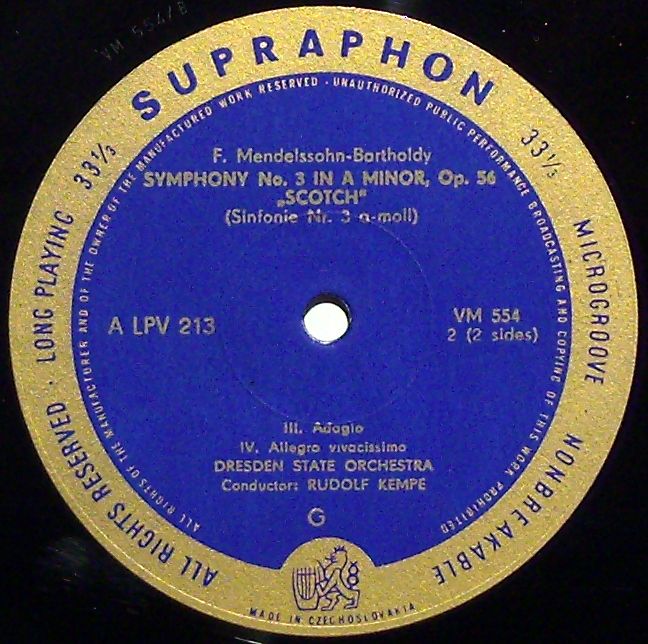 VM 554/B
SUPRAPHON
33⅓ MICROGROOVE NONBREAKABLE
ALL RIGHTS RESERVED · LONG PLAYING 33⅓
ALL RIGHTS OF THE MANUFACTURER AND OF THE OWNER OF THE MANUFACTURED WORK RESERVED · UNAUTHORIZED PUBLIC PERFORMANCE BROADCASTING AND COPYING OF THIS WORK PROHIBITED
F. Mendelssohn-Bartholdy
SYMPHONY No. 3 IN A MINOR, Op. 56
„SCOTCH"
(Sinfonie Nr. 3 a-moll)
A LPV 213
VM 554
2 (2 sides)
III. Adagio
IV. Allegro vivacissimo
DRESDEN STATE ORCHESTRA
Conductor: RUDOLF KEMPE
G
MADE IN CZECHOSLOVAKIA